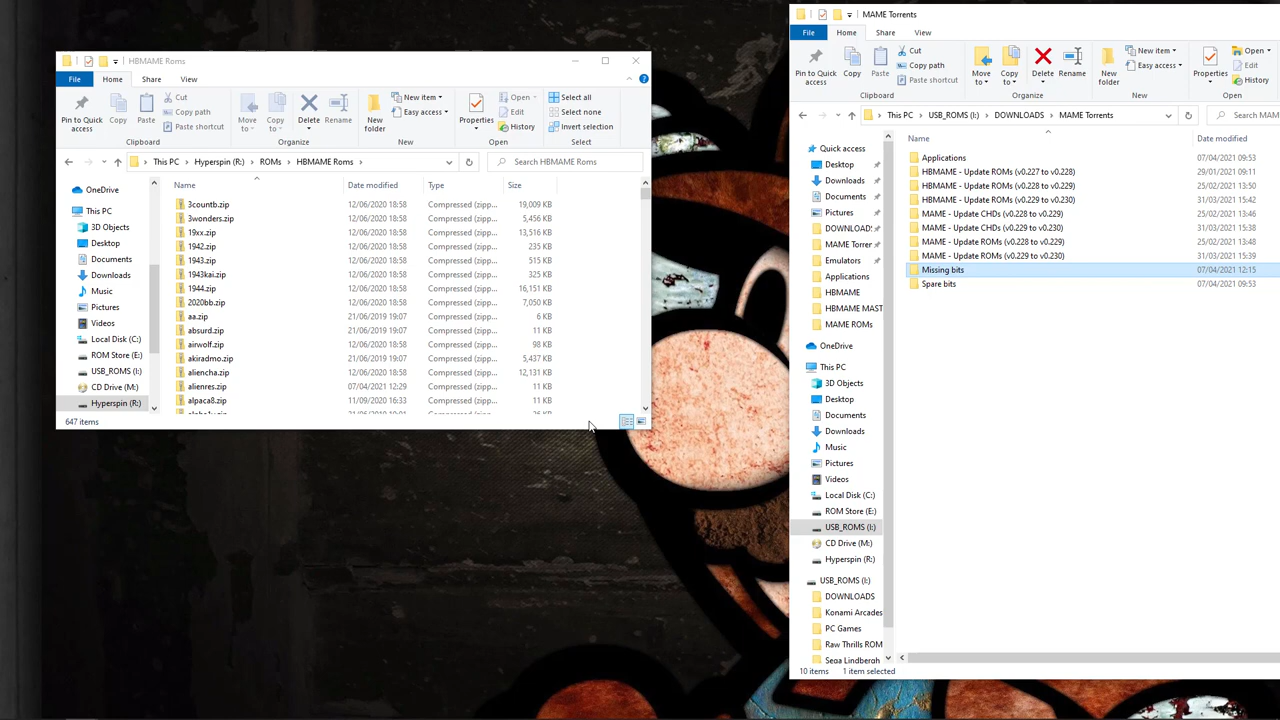 HBMAME Roms
File Home Share View
Pin to Quick access
Copy
Paste
Cut
Copy path
Paste shortcut
Clipboard
Move to
Copy to
Delete
Rename
Organize
New folder
New item
Easy access
New
Properties
Open
Edit
History
Open
Select all
Select none
Invert selection
Select
This PC Hyperspin (R:) ROMs HBMAME Roms
Search HBMAME Roms
OneDrive
This PC
3D Objects
Desktop
Documents
Downloads
Music
Pictures
Videos
Local Disk (C:)
ROM Store (E:)
USB_ROMS (I:)
CD Drive (M:)
Hyperspin (R:)
Name Date modified Type Size
3countb.zip 12/06/2020 18:58 Compressed (zipp... 19,009 KB
3wonders.zip 12/06/2020 18:58 Compressed (zipp... 5,456 KB
19xx.zip 12/06/2020 18:58 Compressed (zipp... 13,516 KB
1942.zip 12/06/2020 18:58 Compressed (zipp... 235 KB
1943.zip 12/06/2020 18:58 Compressed (zipp... 515 KB
1943kai.zip 12/06/2020 18:58 Compressed (zipp... 325 KB
1944.zip 12/06/2020 18:58 Compressed (zipp... 16,151 KB
2020bb.zip 12/06/2020 18:58 Compressed (zipp... 7,050 KB
aa.zip 21/06/2019 19:07 Compressed (zipp... 6 KB
absurd.zip 21/06/2019 19:07 Compressed (zipp... 11 KB
airwolf.zip 12/06/2020 18:58 Compressed (zipp... 98 KB
akiradmo.zip 21/06/2019 19:07 Compressed (zipp... 5,437 KB
aliencha.zip 12/06/2020 18:58 Compressed (zipp... 12,131 KB
alienres.zip 07/04/2021 12:29 Compressed (zipp... 11 KB
alpaca8.zip 11/09/2020 16:33 Compressed (zipp... 11 KB
647 items
MAME Torrents
File Home Share View
Pin to Quick access
Copy
Paste
Cut
Copy path
Paste shortcut
Clipboard
Move to
Copy to
Delete
Rename
Organize
New folder
New item
Easy access
New
Properties
Open
Edit
History
Open
This PC USB_ROMS (I:) DOWNLOADS MAME Torrents
Search MAM
Quick access
Desktop
Downloads
Documents
Pictures
DOWNLOAD:
MAME Torrer
Emulators
Applications
HBMAME
HBMAME MAST
MAME ROMs
OneDrive
This PC
3D Objects
Desktop
Documents
Downloads
Music
Pictures
Videos
Local Disk (C:)
ROM Store (E:)
USB_ROMS (I:)
CD Drive (M:)
Hyperspin (R:)
USB_ROMS (I:)
DOWNLOADS
Konami Arcades
PC Games
Raw Thrills ROM
Sega Lindbergh
Name Date modified
Applications 07/04/2021 09:53
HBMAME - Update ROMs (v0.227 to v0.228) 29/01/2021 09:11
HBMAME - Update ROMs (v0.228 to v0.229) 25/02/2021 13:50
HBMAME - Update ROMs (v0.229 to v0.230) 31/03/2021 15:42
MAME - Update CHDs (v0.228 to v0.229) 25/02/2021 13:46
MAME - Update CHDs (v0.229 to v0.230) 31/03/2021 15:38
MAME - Update ROMs (v0.228 to v0.229) 25/02/2021 13:48
MAME - Update ROMs (v0.229 to v0.230) 31/03/2021 15:39
Missing bits 07/04/2021 12:15
Spare bits 07/04/2021 09:53
10 items 1 item selected